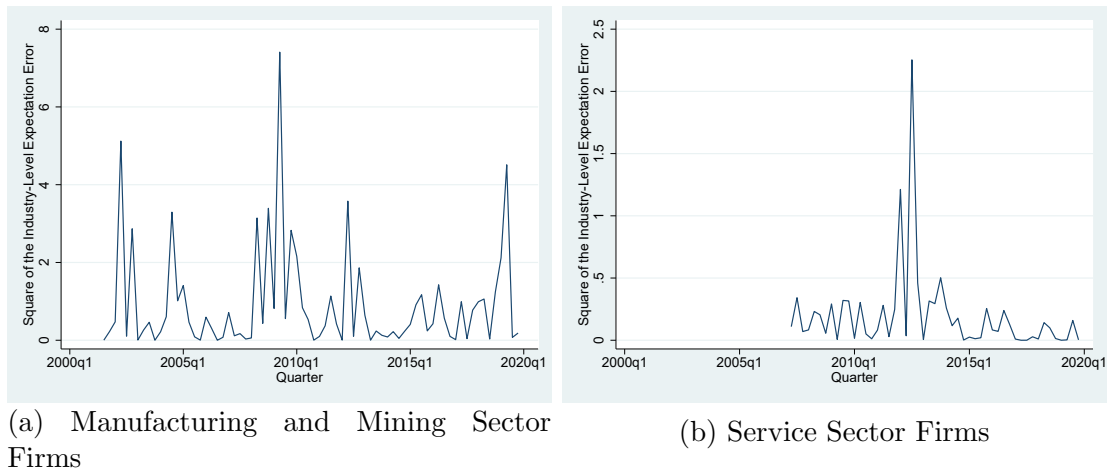 Square of the Industry-Level Expectation Error
8
6
4
2
0
2000q1 2005q1 2010q1 2015q1 2020q1
Quarter
(a) Manufacturing and Mining Sector
Firms
Square of the Industry-Level Expectation Error
2.5
2
1.5
1
.5
0
2000q1 2005q1 2010q1 2015q1 2020q1
Quarter
(b) Service Sector Firms